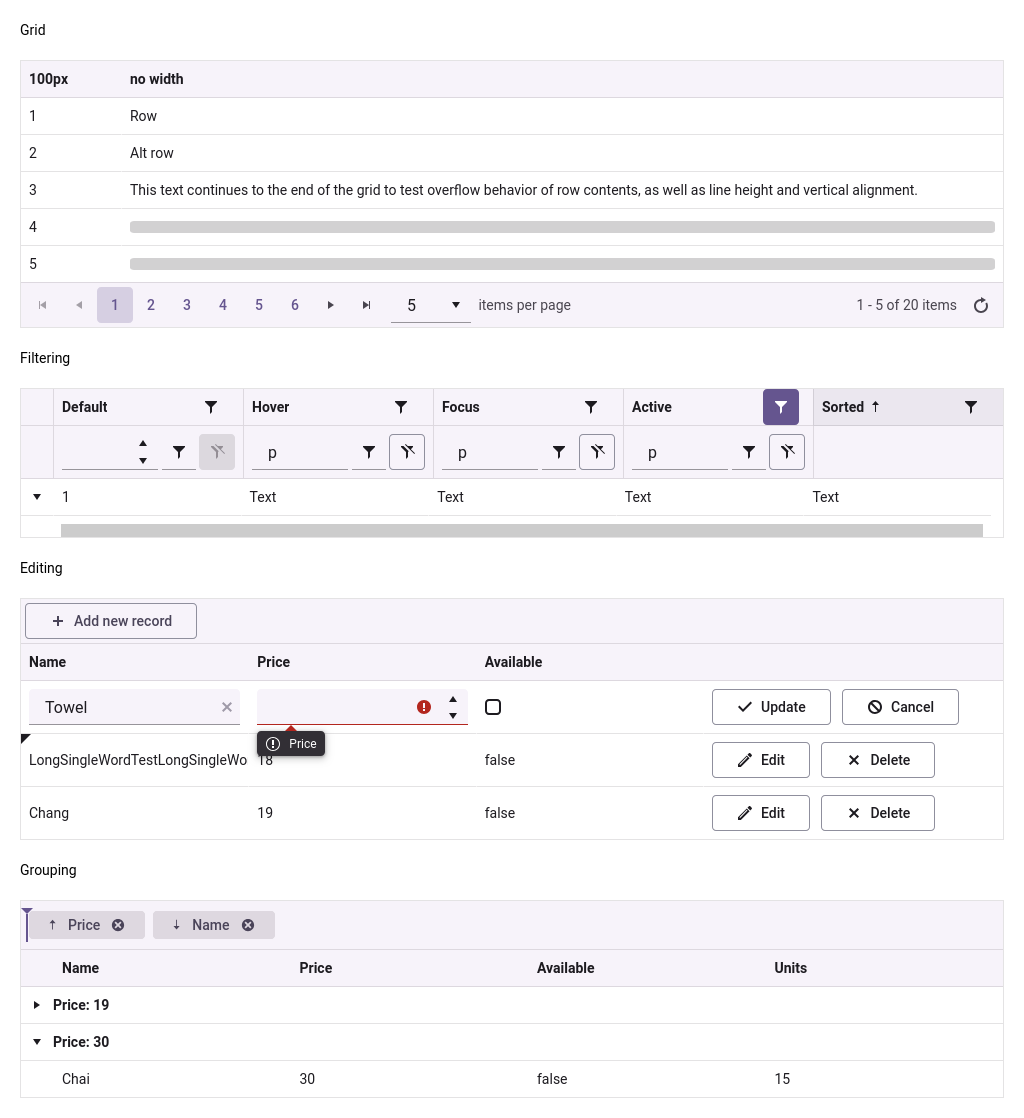 Grid
100px no width
1 Row
2 Alt row
3 This text continues to the end of the grid to test overflow behavior of row contents, as well as line height and vertical alignment.
4
5
1 2 3 4 5 6 5 items per page 1 - 5 of 20 items
Filtering
Default Hover Focus Active Sorted
p p p
1 Text Text Text Text
Editing
Add new record
Name Price Available
Towel Update Cancel
Price
LongSingleWordTestLongSingleWo 18 false Edit Delete
Chang 19 false Edit Delete
Grouping
Price Name
Name Price Available Units
Price: 19
Price: 30
Chai 30 false 15